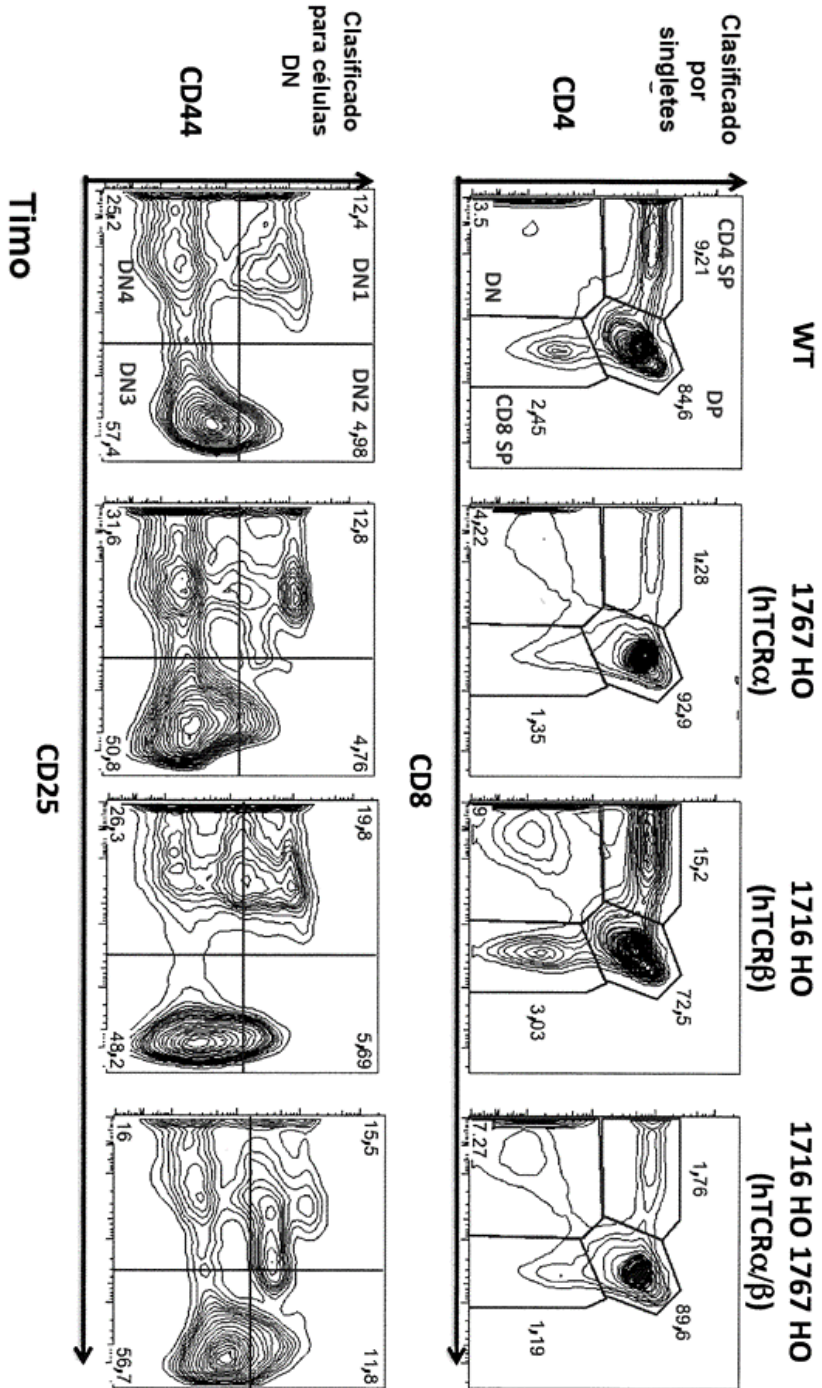 WT
1767 HO
(hTCRα)
1716 HO
(hTCRβ)
1716 HO 1767 HO
(hTCRα/β)
Clasificado
por
singletes
CD4
CD4 SP
9,21
DP
84,6
3.5
DN
2,45
CD8 SP
1,28
92,9
4,22
1,35
15,2
72,5
9
3,03
1,76
89,6
7.27
1,19
CD8
Clasificado
para células
DN
CD44
12,4
DN1
DN2 4,98
25,2
DN4
DN3
57,4
12,8
4,76
31,6
50,8
19,8
5,69
26,3
48,2
15,5
11,8
16
56,7
CD25
Timo